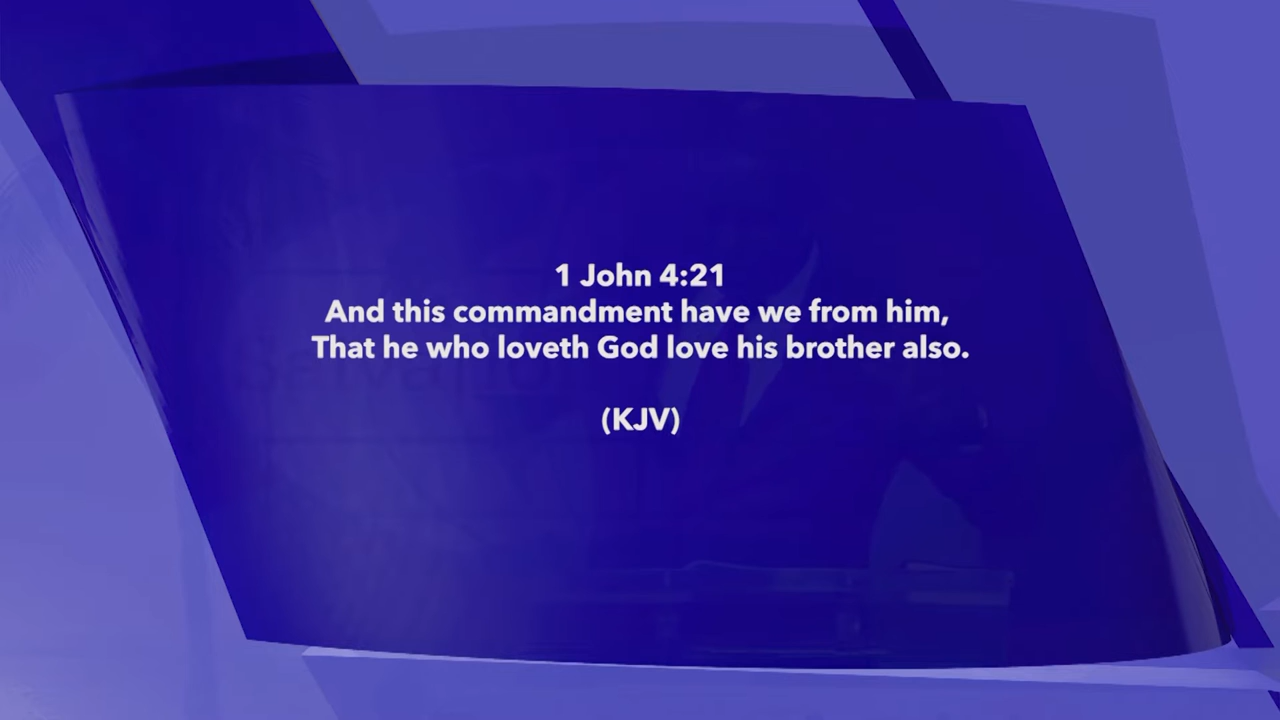 1 John 4:21
And this commandment have we from him,
That he who loveth God love his brother also.
(KJV)